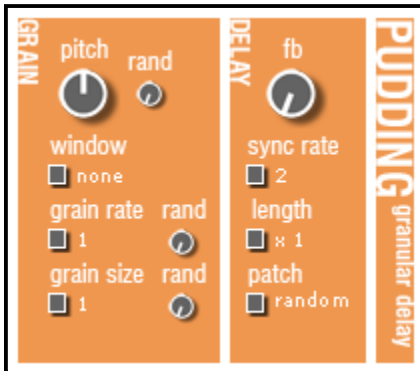 GRAIN
pitch
rand
window
none
grain rate
rand
1
grain size
rand
1
DELAY
fb
sync rate
2
length
x 1
patch
random
PUDDING
granular delay